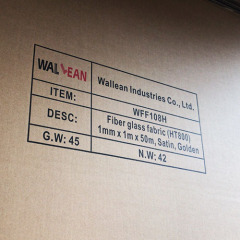 WALLEAN Wallean Industries Co., Ltd.
ITEM: WFF108H
DESC: Fiber glass fabric (HT800)
1mm x 1m x 50m, Satin, Golden
G.W: 45 N.W: 42